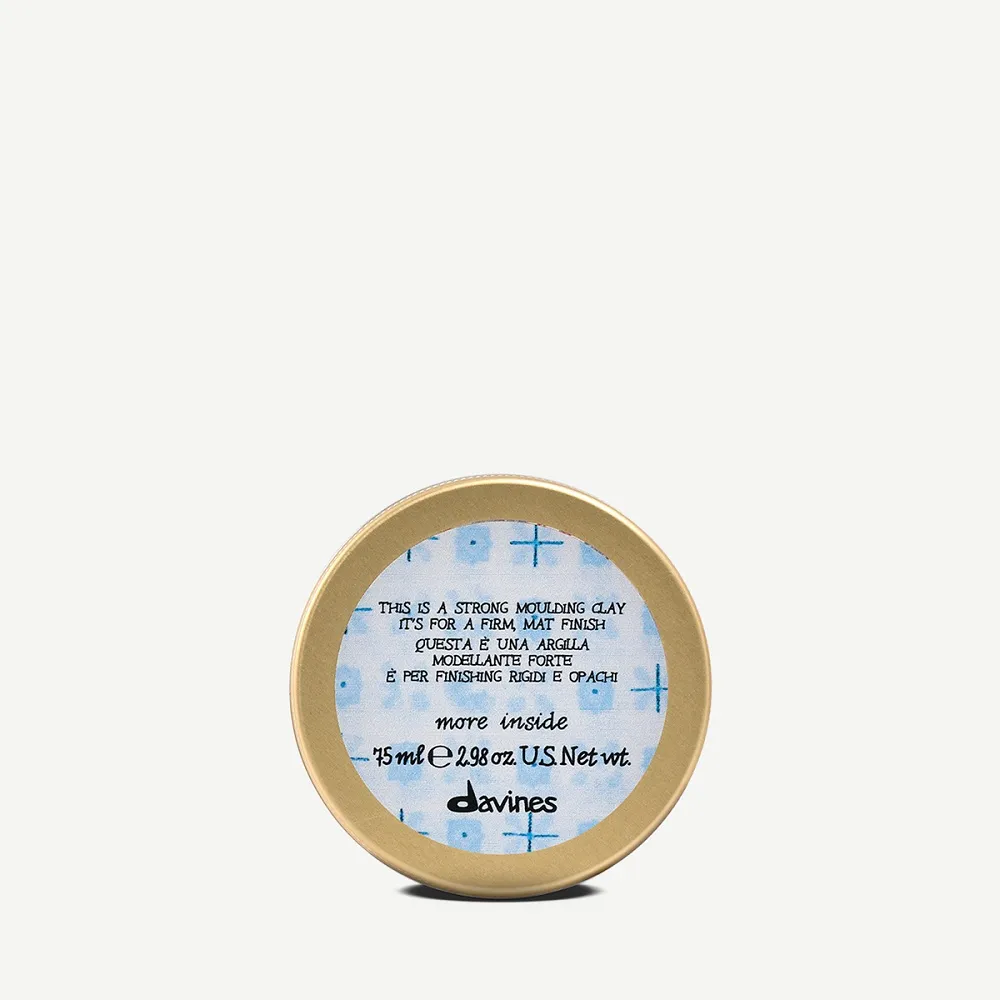 THIS IS A STRONG MOULDING CLAY
IT'S FOR A FIRM, MAT FINISH
QUESTA È UNA ARGILLA
MODELLANTE FORTE
È PER FINISHING RIGIDI E OPACHI
more inside
75 ml e 2.98 oz. U.S. Net wt.
davines